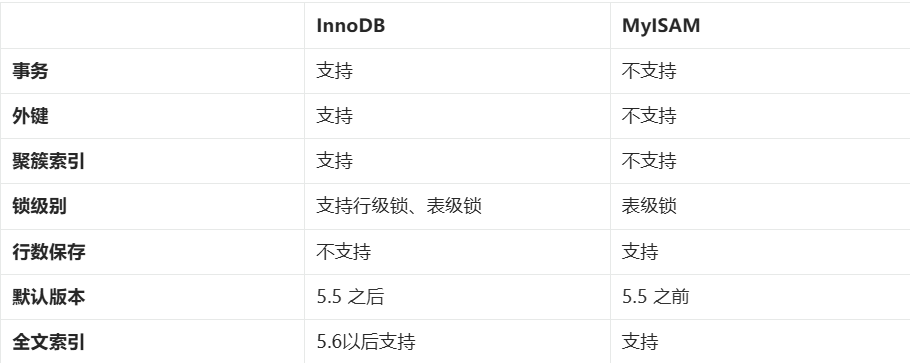 InnoDB MyISAM
事务 支持 不支持
外键 支持 不支持
聚簇索引 支持 不支持
锁级别 支持行级锁、表级锁 表级锁
行数保存 不支持 支持
默认版本 5.5 之后 5.5 之前
全文索引 5.6以后支持 支持